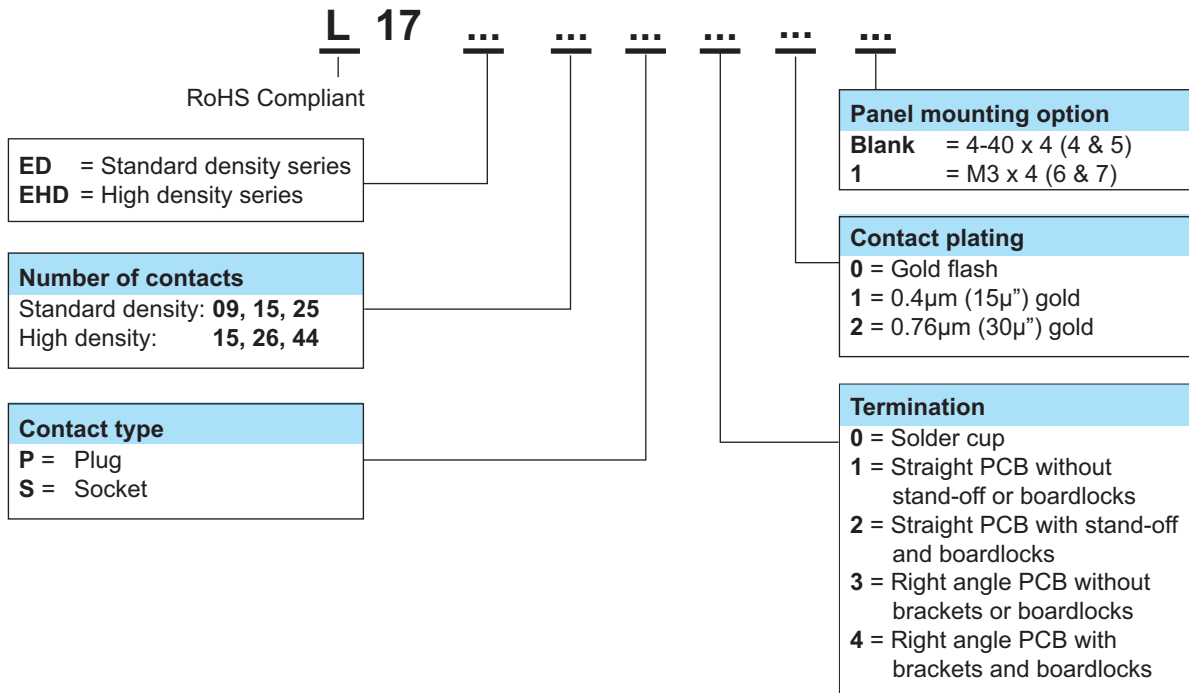 L 17 ... ... ... ... ... ...
RoHS Compliant
ED = Standard density series
EHD = High density series
Number of contacts
Standard density: 09, 15, 25
High density: 15, 26, 44
Contact type
P = Plug
S = Socket
Panel mounting option
Blank = 4-40 x 4 (4 & 5)
1 = M3 x 4 (6 & 7)
Contact plating
0 = Gold flash
1 = 0.4µm (15µ”) gold
2 = 0.76µm (30µ”) gold
Termination
0 = Solder cup
1 = Straight PCB without
stand-off or boardlocks
2 = Straight PCB with stand-off
and boardlocks
3 = Right angle PCB without
brackets or boardlocks
4 = Right angle PCB with
brackets and boardlocks